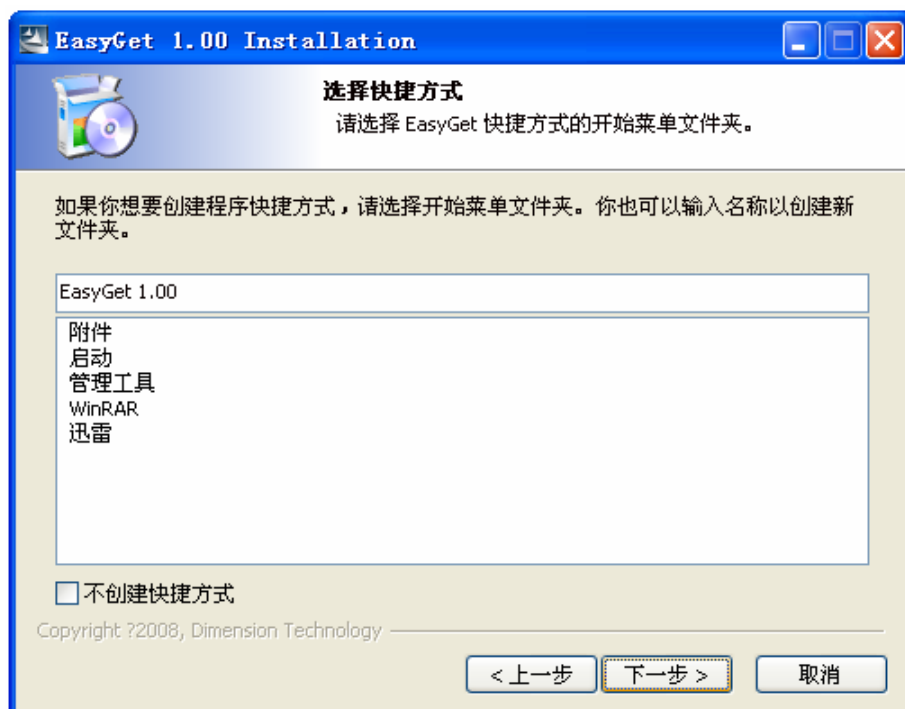 EasyGet 1.00 Installation
选择快捷方式
请选择 EasyGet 快捷方式的开始菜单文件夹。
如果你想要创建程序快捷方式，请选择开始菜单文件夹。你也可以输入名称以创建新
文件夹。
EasyGet 1.00
附件
启动
管理工具
WinRAR
迅雷
不创建快捷方式
Copyright ?2008, Dimension Technology
< 上一步 下一步 > 取消